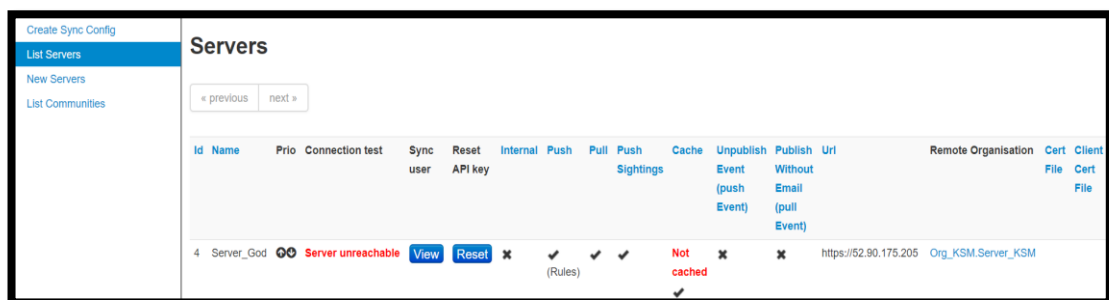 Create Sync Config
List Servers
New Servers
List Communities
Servers
« previous next »
Id Name Prio Connection test Sync user Reset API key Internal Push Pull Push Sightings Cache Unpublish Event (push Event) Publish Without Email (pull Event) Url Remote Organisation Cert File Client Cert File
4 Server_God Server unreachable View Reset ✖ ✔ (Rules) ✔ ✔ Not cached ✔ ✖ ✖ https://52.90.175.205 Org_KSM.Server_KSM